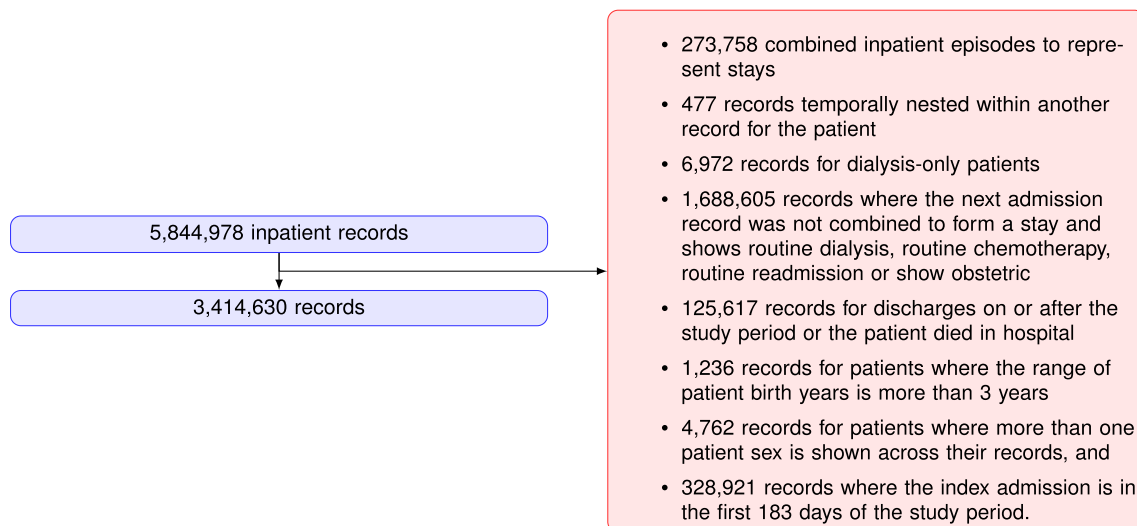 5,844,978 inpatient records
3,414,630 records
• 273,758 combined inpatient episodes to repre-
sent stays
• 477 records temporally nested within another
record for the patient
• 6,972 records for dialysis-only patients
• 1,688,605 records where the next admission
record was not combined to form a stay and
shows routine dialysis, routine chemotherapy,
routine readmission or show obstetric
• 125,617 records for discharges on or after the
study period or the patient died in hospital
• 1,236 records for patients where the range of
patient birth years is more than 3 years
• 4,762 records for patients where more than one
patient sex is shown across their records, and
• 328,921 records where the index admission is in
the first 183 days of the study period.